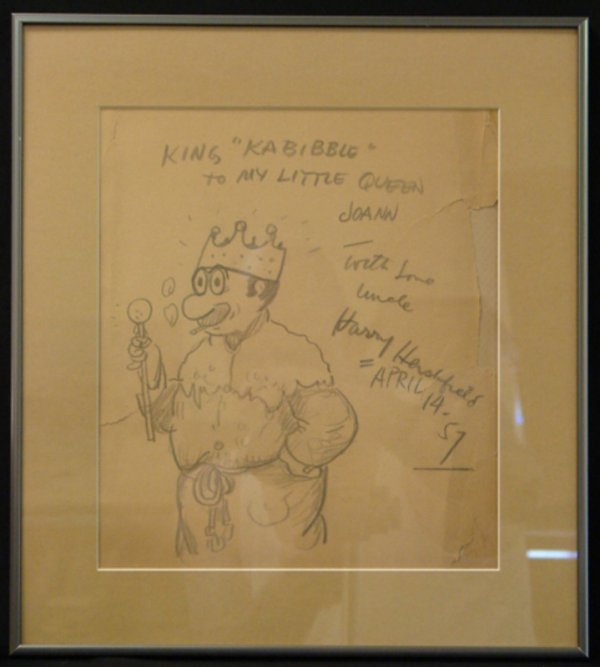 KING "KABIBBLE"
TO MY LITTLE QUEEN
JOANN
— with Love
Uncle
Harry Hershfield
= APRIL 14 -
57